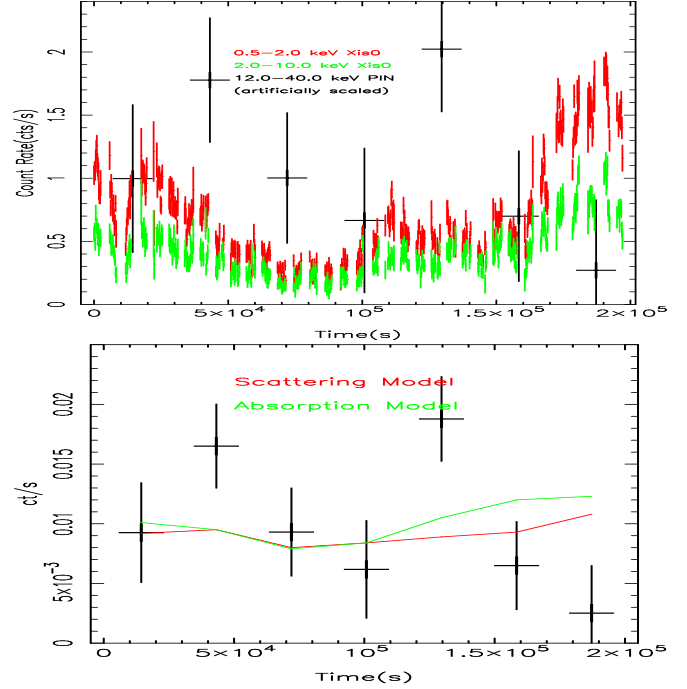 2
1.5
1
0.5
0
Count Rate(cts/s)
0.5–2.0 keV Xis0
2.0–10.0 keV Xis0
12.0–40.0 keV PIN
(artificially scaled)
0 5×10⁴ 10⁵ 1.5×10⁵ 2×10⁵
Time(s)
0.02
0.015
0.01
5×10⁻³
0
ct/s
Scattering Model
Absorption Model
0 5×10⁴ 10⁵ 1.5×10⁵ 2×10⁵
Time(s)